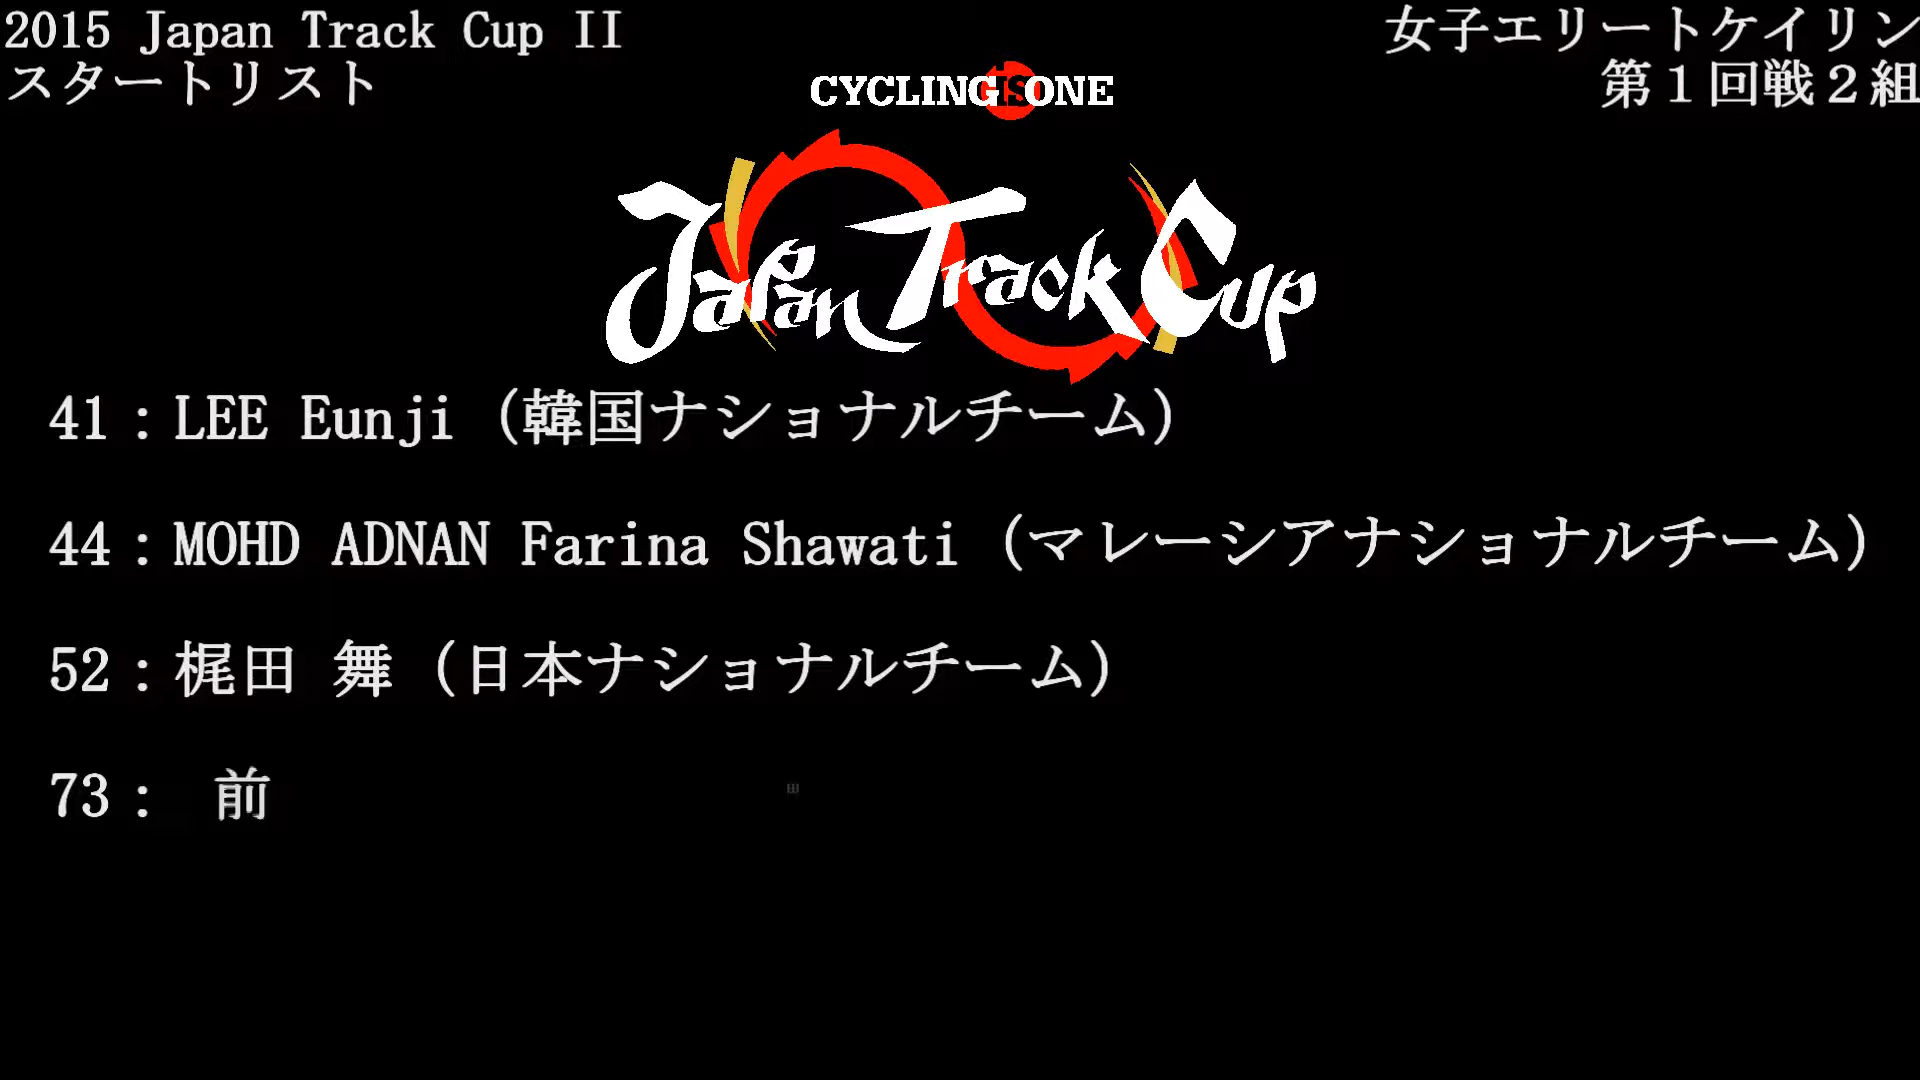 2015 Japan Track Cup II
スタートリスト
女子エリートケイリン
第１回戦２組
CYCLING IS ONE
Japan Track Cup
41：LEE Eunji (韓国ナショナルチーム)
44：MOHD ADNAN Farina Shawati (マレーシアナショナルチーム)
52：梶田 舞 (日本ナショナルチーム)
73： 前
田